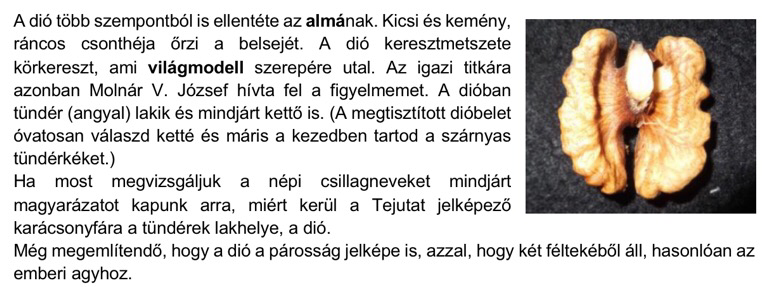 A dió több szempontból is ellentéte az almának. Kicsi és kemény,
ráncos csonthéja őrzi a belsejét. A dió keresztmetszete
körkereszt, ami világmodell szerepére utal. Az igazi titkára
azonban Molnár V. József hívta fel a figyelmemet. A dióban
tündér (angyal) lakik és mindjárt kettő is. (A megtisztított dióbelet
óvatosan válaszd ketté és máris a kezedben tartod a szárnyas
tündérkéket.)
Ha most megvizsgáljuk a népi csillagneveket mindjárt
magyarázatot kapunk arra, miért kerül a Tejutat jelképező
karácsonyfára a tündérek lakhelye, a dió.
Még megemlítendő, hogy a dió a párosság jelképe is, azzal, hogy két féltekéből áll, hasonlóan az
emberi agyhoz.